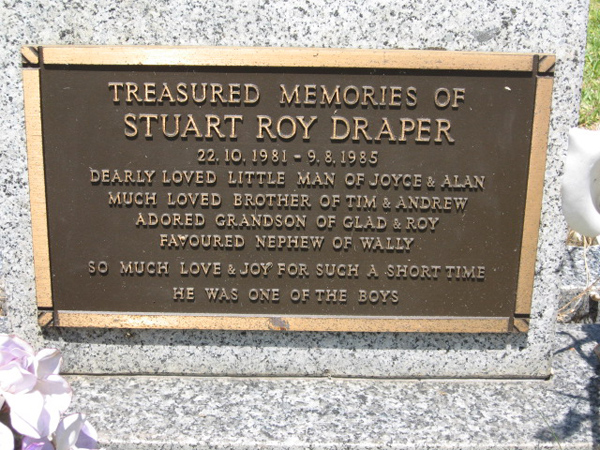 TREASURED MEMORIES OF
STUART ROY DRAPER
22.10.1981 - 9.8.1985
DEARLY LOVED LITTLE MAN OF JOYCE & ALAN
MUCH LOVED BROTHER OF TIM & ANDREW
ADORED GRANDSON OF GLAD & ROY
FAVOURED NEPHEW OF WALLY
SO MUCH LOVE & JOY FOR SUCH A SHORT TIME
HE WAS ONE OF THE BOYS